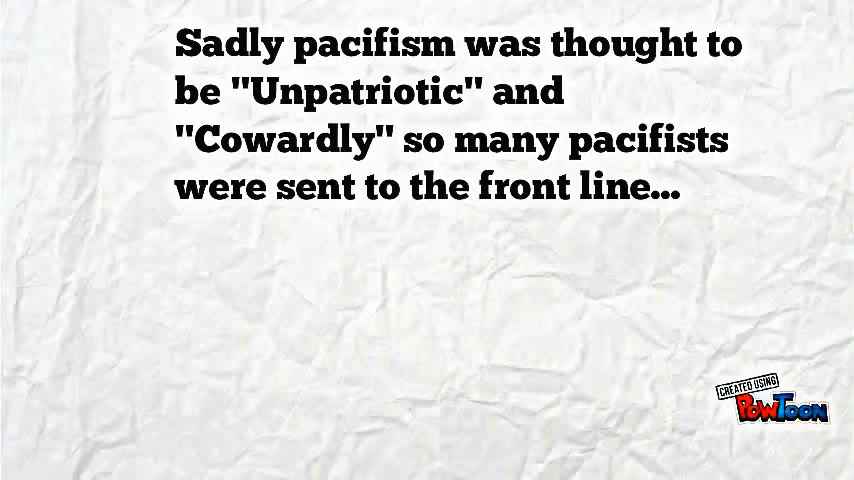 Sadly pacifism was thought to
be "Unpatriotic" and
"Cowardly" so many pacifists
were sent to the front line...
CREATED USING
POWTOON